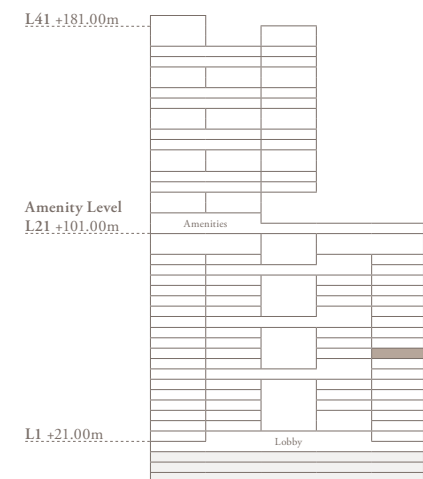 L41 +181.00m
Amenity Level
L21 +101.00m
Amenities
L1 +21.00m
Lobby